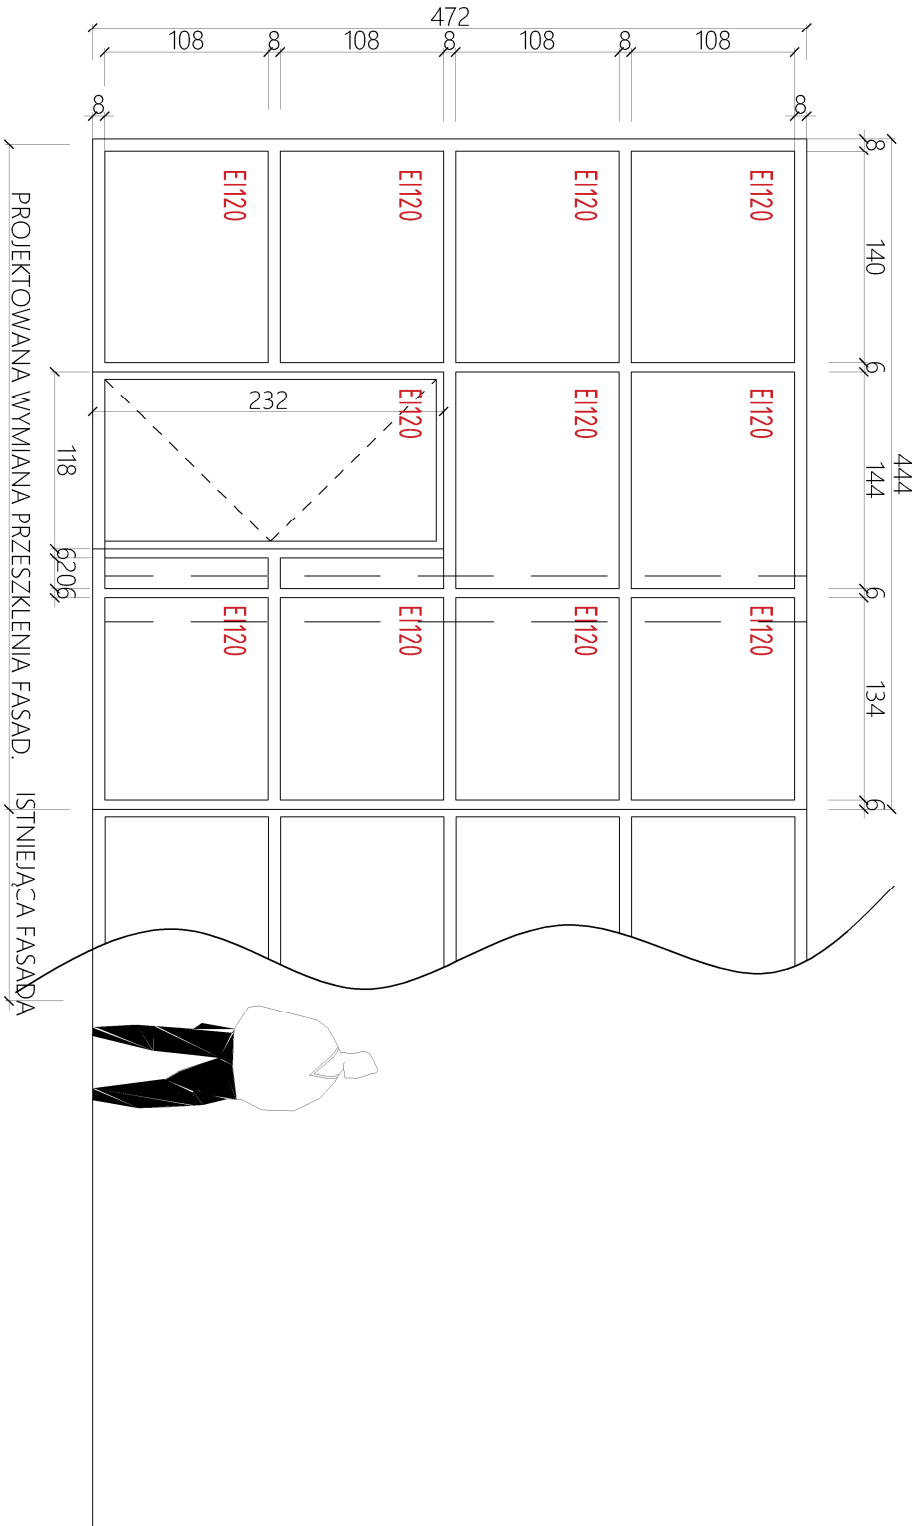 472
108 8 108 8 108 8 108
8 8
8
140
6
144
6
134
6
444
EI120 EI120 EI120 EI120
232
EI120 EI120 EI120
118
6
20
6
EI120 EI120 EI120 EI120
PROJEKTOWANA WYMIANA PRZESZKLENIA FASAD.
ISTNIEJĄCA FASADA